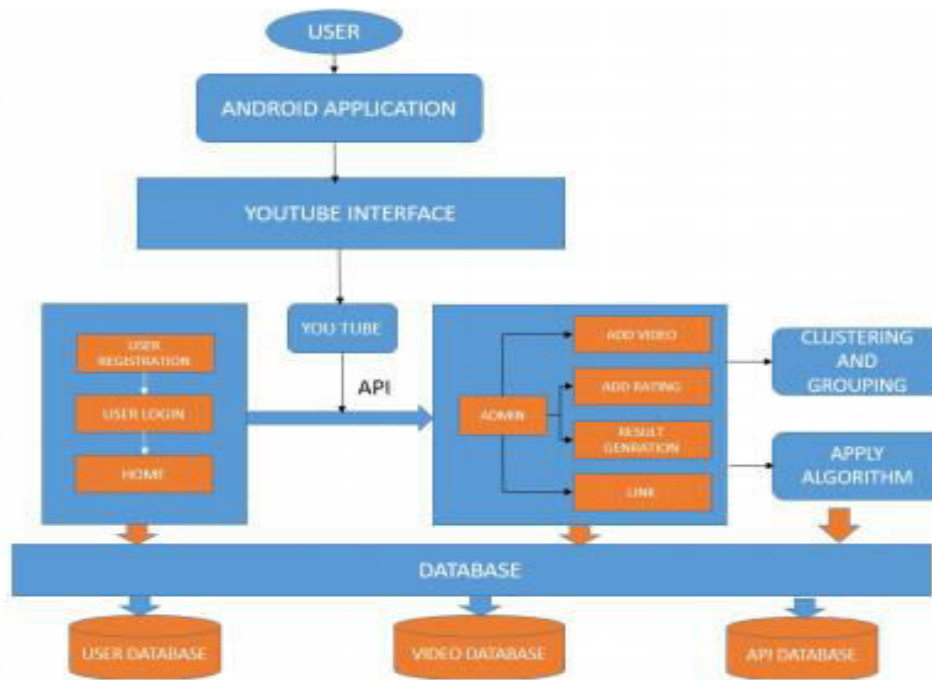 USER
ANDROID APPLICATION
YOUTUBE INTERFACE
YOU TUBE
API
USER
REGISTRATION
USER LOGIN
HOME
ADMIN
ADD VIDEO
ADD RATING
RESULT
GENRATION
LINK
CLUSTERING
AND
GROUPING
APPLY
ALGORITHM
DATABASE
USER DATABASE
VIDEO DATABASE
API DATABASE